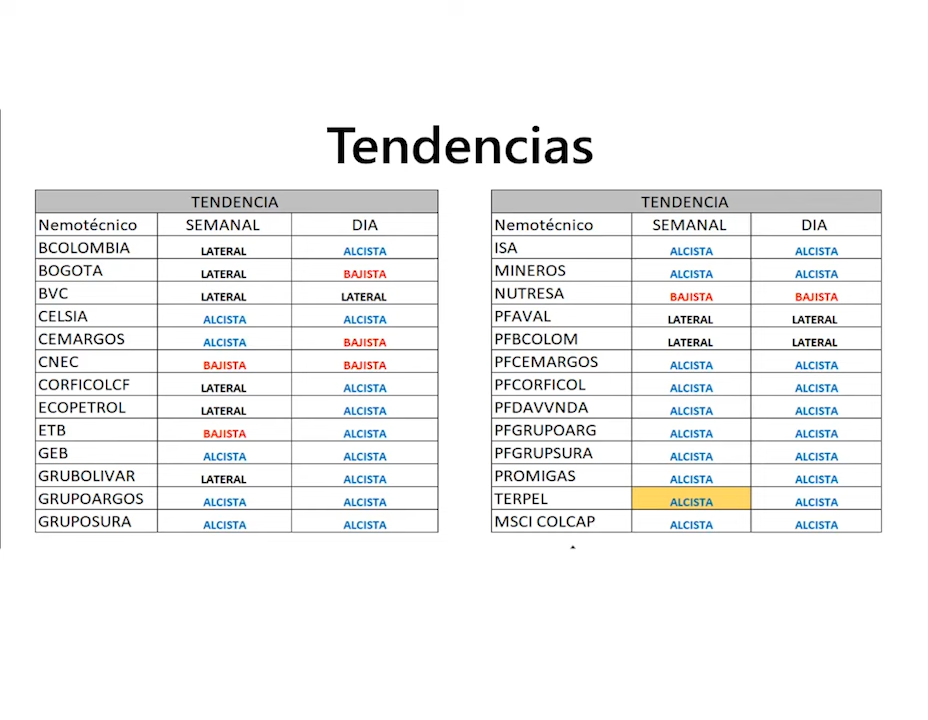 Tendencias
TENDENCIA
Nemotécnico SEMANAL DIA
BCOLOMBIA LATERAL ALCISTA
BOGOTA LATERAL BAJISTA
BVC LATERAL LATERAL
CELSIA ALCISTA ALCISTA
CEMARGOS ALCISTA BAJISTA
CNEC BAJISTA BAJISTA
CORFICOLCF LATERAL ALCISTA
ECOPETROL LATERAL ALCISTA
ETB BAJISTA ALCISTA
GEB ALCISTA ALCISTA
GRUBOLIVAR LATERAL ALCISTA
GRUPOARGOS ALCISTA ALCISTA
GRUPOSURA ALCISTA ALCISTA
TENDENCIA
Nemotécnico SEMANAL DIA
ISA ALCISTA ALCISTA
MINEROS ALCISTA ALCISTA
NUTRESA BAJISTA BAJISTA
PFAVAL LATERAL LATERAL
PFBCOLOM LATERAL LATERAL
PFCEMARGOS ALCISTA ALCISTA
PFCORFICOL ALCISTA ALCISTA
PFDAVVNDA ALCISTA ALCISTA
PFGRUPOARG ALCISTA ALCISTA
PFGRUPSURA ALCISTA ALCISTA
PROMIGAS ALCISTA ALCISTA
TERPEL ALCISTA ALCISTA
MSCI COLCAP ALCISTA ALCISTA